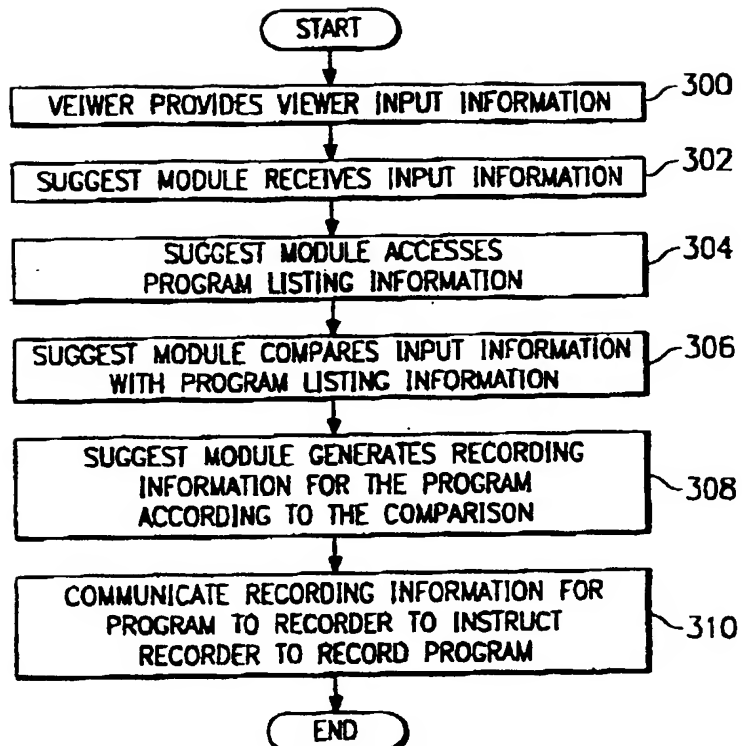 START
VEIWER PROVIDES VIEWER INPUT INFORMATION
300
SUGGEST MODULE RECEIVES INPUT INFORMATION
302
SUGGEST MODULE ACCESSES
PROGRAM LISTING INFORMATION
304
SUGGEST MODULE COMPARES INPUT INFORMATION
WITH PROGRAM LISTING INFORMATION
306
SUGGEST MODULE GENERATES RECORDING
INFORMATION FOR THE PROGRAM
ACCORDING TO THE COMPARISON
308
COMMUNICATE RECORDING INFORMATION FOR
PROGRAM TO RECORDER TO INSTRUCT
RECORDER TO RECORD PROGRAM
310
END